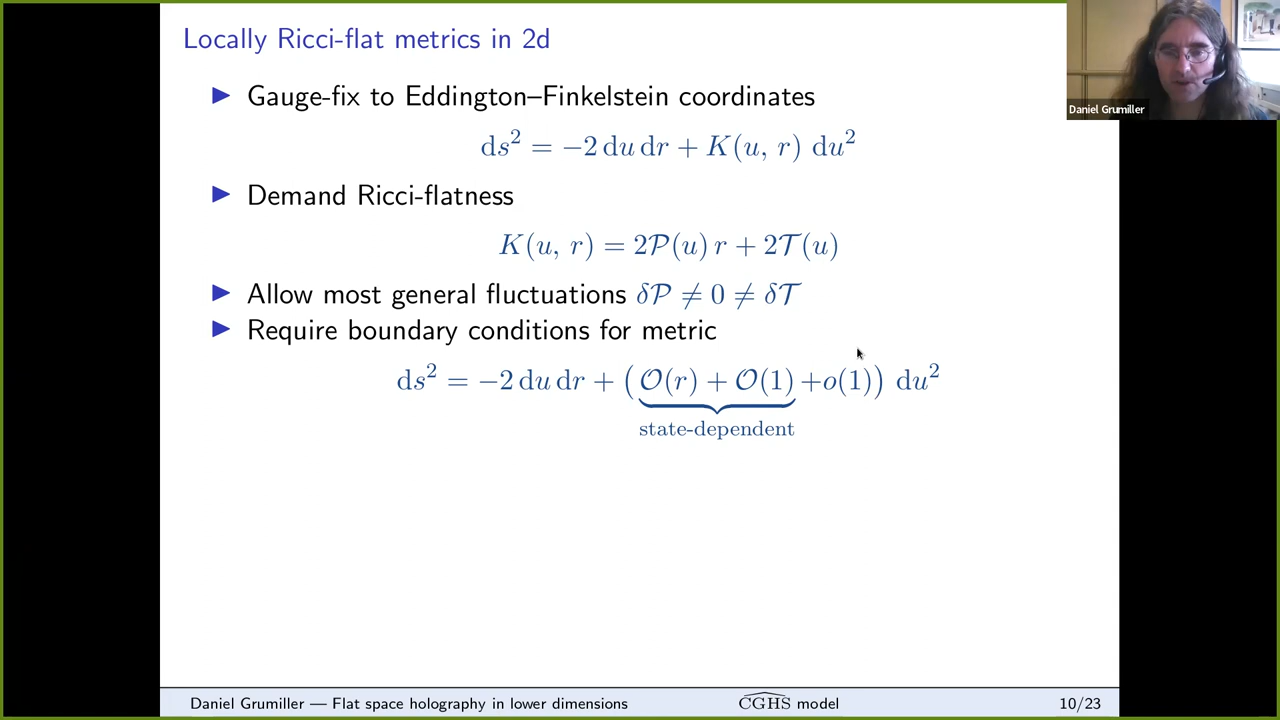 Locally Ricci-flat metrics in 2d
▶ Gauge-fix to Eddington–Finkelstein coordinates
ds² = −2 du dr + K(u, r) du²
▶ Demand Ricci-flatness
K(u, r) = 2𝒫(u) r + 2𝒯(u)
▶ Allow most general fluctuations δ𝒫 ≠ 0 ≠ δ𝒯
▶ Require boundary conditions for metric
ds² = −2 du dr + (𝒪(r) + 𝒪(1) + o(1)) du²
state-dependent
Daniel Grumiller
Daniel Grumiller — Flat space holography in lower dimensions
C͡GHS model
10/23